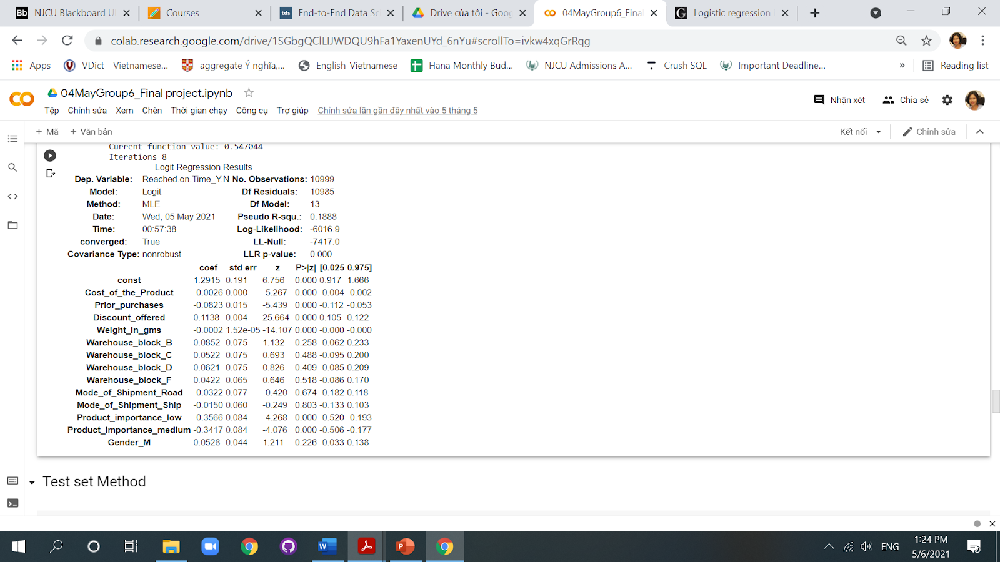 NJCU Blackboard Ul
Courses
End-to-End Data Sc
Drive của tôi - Goog
04MayGroup6_Final
Logistic regression i
colab.research.google.com/drive/1SGbgQClLIJWDQU9hFa1YaxenUYd_6nYu#scrollTo=ivkw4xqGrRqg
Apps
VDict - Vietnamese...
aggregate Ý nghĩa,...
English-Vietnamese
Hana Monthly Bud...
NJCU Admissions A...
Crush SQL
Important Deadline...
»
Reading list
04MayGroup6_Final project.ipynb
Nhận xét
Chia sẻ
Tệp Chỉnh sửa Xem Chèn Thời gian chạy Công cụ Trợ giúp Chỉnh sửa lần gần đây nhất vào 5 tháng 5
+ Mã + Văn bản
Kết nối
Chỉnh sửa
Current function value: 0.547044
Iterations 8
Logit Regression Results
Dep. Variable: Reached.on.Time_Y.N No. Observations: 10999
Model: Logit Df Residuals: 10985
Method: MLE Df Model: 13
Date: Wed, 05 May 2021 Pseudo R-squ.: 0.1888
Time: 00:57:38 Log-Likelihood: -6016.9
converged: True LL-Null: -7417.0
Covariance Type: nonrobust LLR p-value: 0.000
coef std err z P>|z| [0.025 0.975]
const 1.2915 0.191 6.756 0.000 0.917 1.666
Cost_of_the_Product -0.0026 0.000 -5.267 0.000 -0.004 -0.002
Prior_purchases -0.0823 0.015 -5.439 0.000 -0.112 -0.053
Discount_offered 0.1138 0.004 25.664 0.000 0.105 0.122
Weight_in_gms -0.0002 1.52e-05 -14.107 0.000 -0.000 -0.000
Warehouse_block_B 0.0852 0.075 1.132 0.258 -0.062 0.233
Warehouse_block_C 0.0522 0.075 0.693 0.488 -0.095 0.200
Warehouse_block_D 0.0621 0.075 0.826 0.409 -0.085 0.209
Warehouse_block_F 0.0422 0.065 0.646 0.518 -0.086 0.170
Mode_of_Shipment_Road -0.0322 0.077 -0.420 0.674 -0.182 0.118
Mode_of_Shipment_Ship -0.0150 0.060 -0.249 0.803 -0.133 0.103
Product_importance_low -0.3566 0.084 -4.268 0.000 -0.520 -0.193
Product_importance_medium -0.3417 0.084 -4.076 0.000 -0.506 -0.177
Gender_M 0.0528 0.044 1.211 0.226 -0.033 0.138
Test set Method
ENG
1:24 PM
5/6/2021